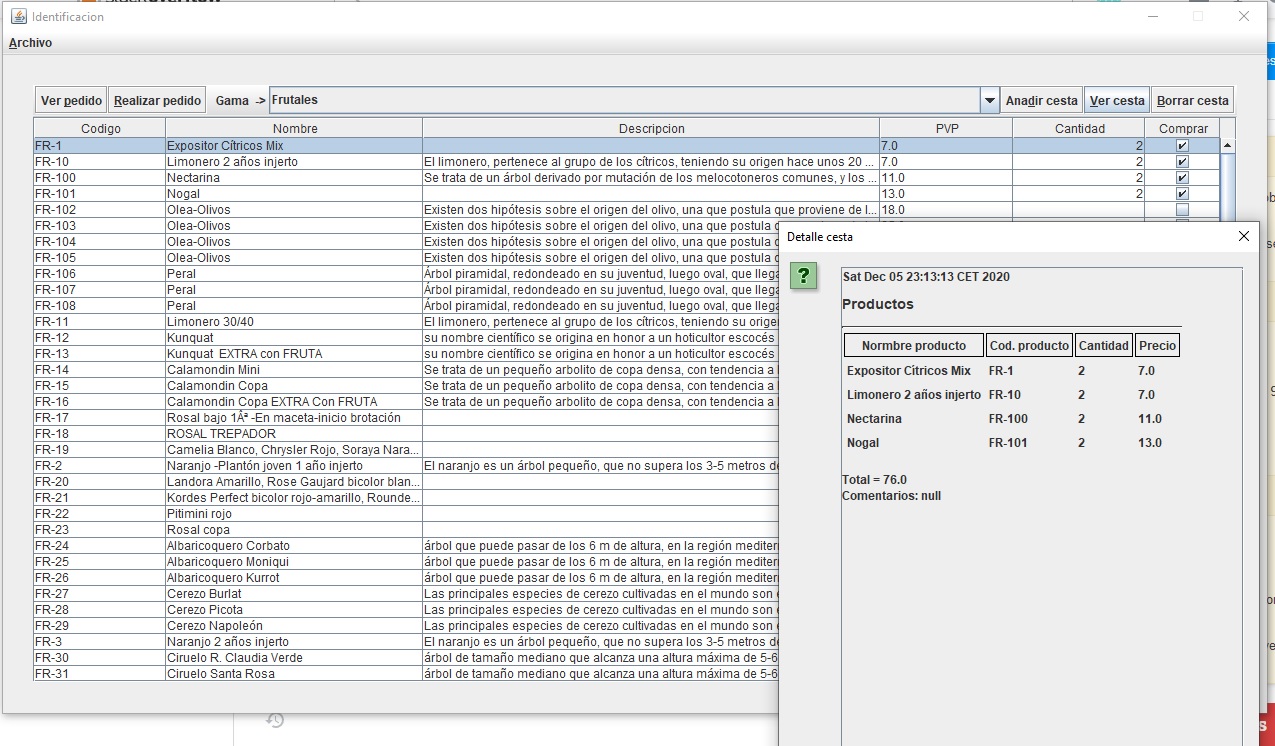 Identificacion
Archivo
Ver pedido Realizar pedido Gama -> Frutales Anadir cesta Ver cesta Borrar cesta
Codigo Nombre Descripcion PVP Cantidad Comprar
FR-1 Expositor Cítricos Mix 7.0 2
FR-10 Limonero 2 años injerto El limonero, pertenece al grupo de los cítricos, teniendo su origen hace unos 20 ... 7.0 2
FR-100 Nectarina Se trata de un árbol derivado por mutación de los melocotoneros comunes, y los ... 11.0 2
FR-101 Nogal 13.0 2
FR-102 Olea-Olivos Existen dos hipótesis sobre el origen del olivo, una que postula que proviene de l... 18.0
FR-103 Olea-Olivos Existen dos hipótesis sobre el origen del olivo, una que postula
FR-104 Olea-Olivos Existen dos hipótesis sobre el origen del olivo, una que postula
FR-105 Olea-Olivos Existen dos hipótesis sobre el origen del olivo, una que postula
FR-106 Peral Árbol piramidal, redondeado en su juventud, luego oval, que llega
FR-107 Peral Árbol piramidal, redondeado en su juventud, luego oval, que llega
FR-108 Peral Árbol piramidal, redondeado en su juventud, luego oval, que llega
FR-11 Limonero 30/40 El limonero, pertenece al grupo de los cítricos, teniendo su origen
FR-12 Kunquat su nombre científico se origina en honor a un hoticultor escocés
FR-13 Kunquat EXTRA con FRUTA su nombre científico se origina en honor a un hoticultor escocés
FR-14 Calamondin Mini Se trata de un pequeño arbolito de copa densa, con tendencia a
FR-15 Calamondin Copa Se trata de un pequeño arbolito de copa densa, con tendencia a
FR-16 Calamondin Copa EXTRA Con FRUTA Se trata de un pequeño arbolito de copa densa, con tendencia a
FR-17 Rosal bajo 1Âª -En maceta-inicio brotación
FR-18 ROSAL TREPADOR
FR-19 Camelia Blanco, Chrysler Rojo, Soraya Nara...
FR-2 Naranjo -Plantón joven 1 año injerto El naranjo es un árbol pequeño, que no supera los 3-5 metros de
FR-20 Landora Amarillo, Rose Gaujard bicolor blan...
FR-21 Kordes Perfect bicolor rojo-amarillo, Rounde...
FR-22 Pitimini rojo
FR-23 Rosal copa
FR-24 Albaricoquero Corbato árbol que puede pasar de los 6 m de altura, en la región
FR-25 Albaricoquero Moniqui árbol que puede pasar de los 6 m de altura, en la región
FR-26 Albaricoquero Kurrot árbol que puede pasar de los 6 m de altura, en la región
FR-27 Cerezo Burlat Las principales especies de cerezo cultivadas en el mundo son
FR-28 Cerezo Picota Las principales especies de cerezo cultivadas en el mundo son
FR-29 Cerezo Napoleón Las principales especies de cerezo cultivadas en el mundo son
FR-3 Naranjo 2 años injerto El naranjo es un árbol pequeño, que no supera los 3-5 metros de
FR-30 Ciruelo R. Claudia Verde árbol de tamaño mediano que alcanza una altura máxima de 5-6
FR-31 Ciruelo Santa Rosa árbol de tamaño mediano que alcanza una altura máxima de 5-6
Detalle cesta
Sat Dec 05 23:13:13 CET 2020
Productos
Normbre producto Cod. producto Cantidad Precio
Expositor Cítricos Mix FR-1 2 7.0
Limonero 2 años injerto FR-10 2 7.0
Nectarina FR-100 2 11.0
Nogal FR-101 2 13.0
Total = 76.0
Comentarios: null